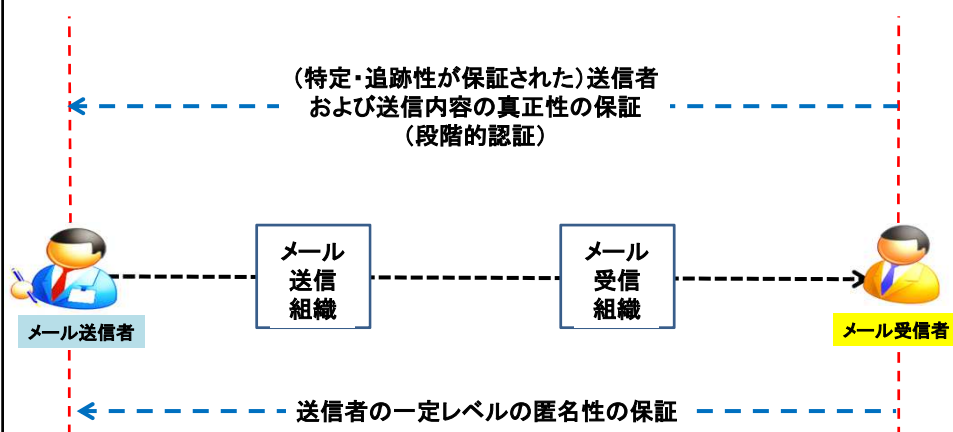 （特定・追跡性が保証された）送信者
および送信内容の真正性の保証
（段階的認証）
メール
送信
組織
メール
受信
組織
メール送信者
メール受信者
送信者の一定レベルの匿名性の保証